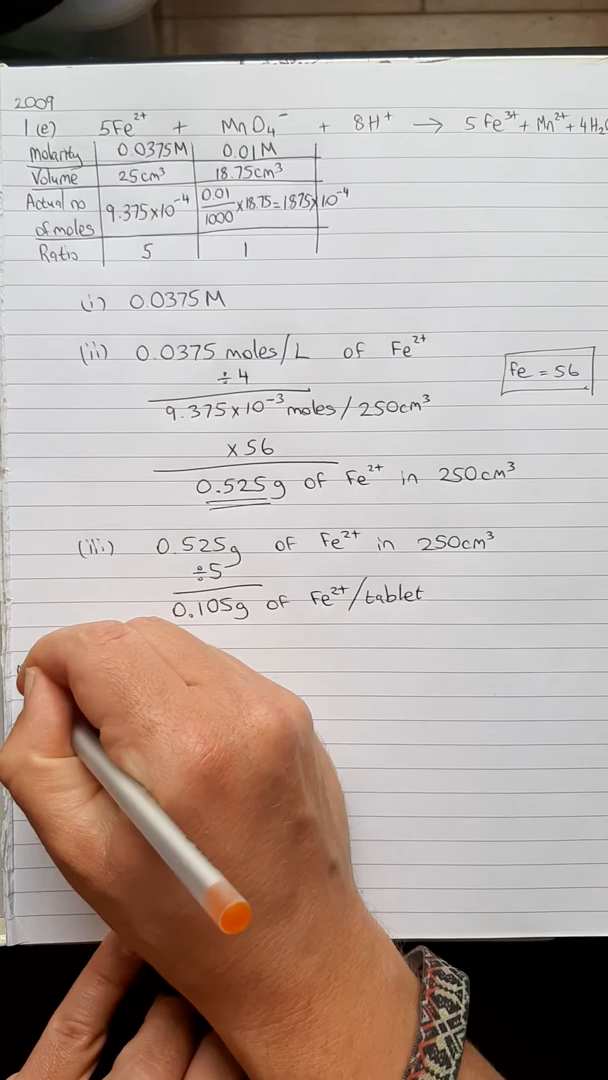 2009
1(e) 5Fe²⁺ + MnO₄⁻ + 8H⁺ → 5Fe³⁺ + Mn²⁺ + 4H₂
Molarity 0.0375M 0.01M
Volume 25cm³ 18.75cm³
Actual no of moles 9.375x10⁻⁴ 0.01/1000 x18.75=1.875x10⁻⁴
Ratio 5 1
(i) 0.0375M
(ii) 0.0375 moles/L of Fe²⁺
÷4
Fe = 56
9.375x10⁻³ moles/250cm³
x56
0.525g of Fe²⁺ in 250cm³
(iii) 0.525g of Fe²⁺ in 250cm³
÷5
0.105g of Fe²⁺/tablet